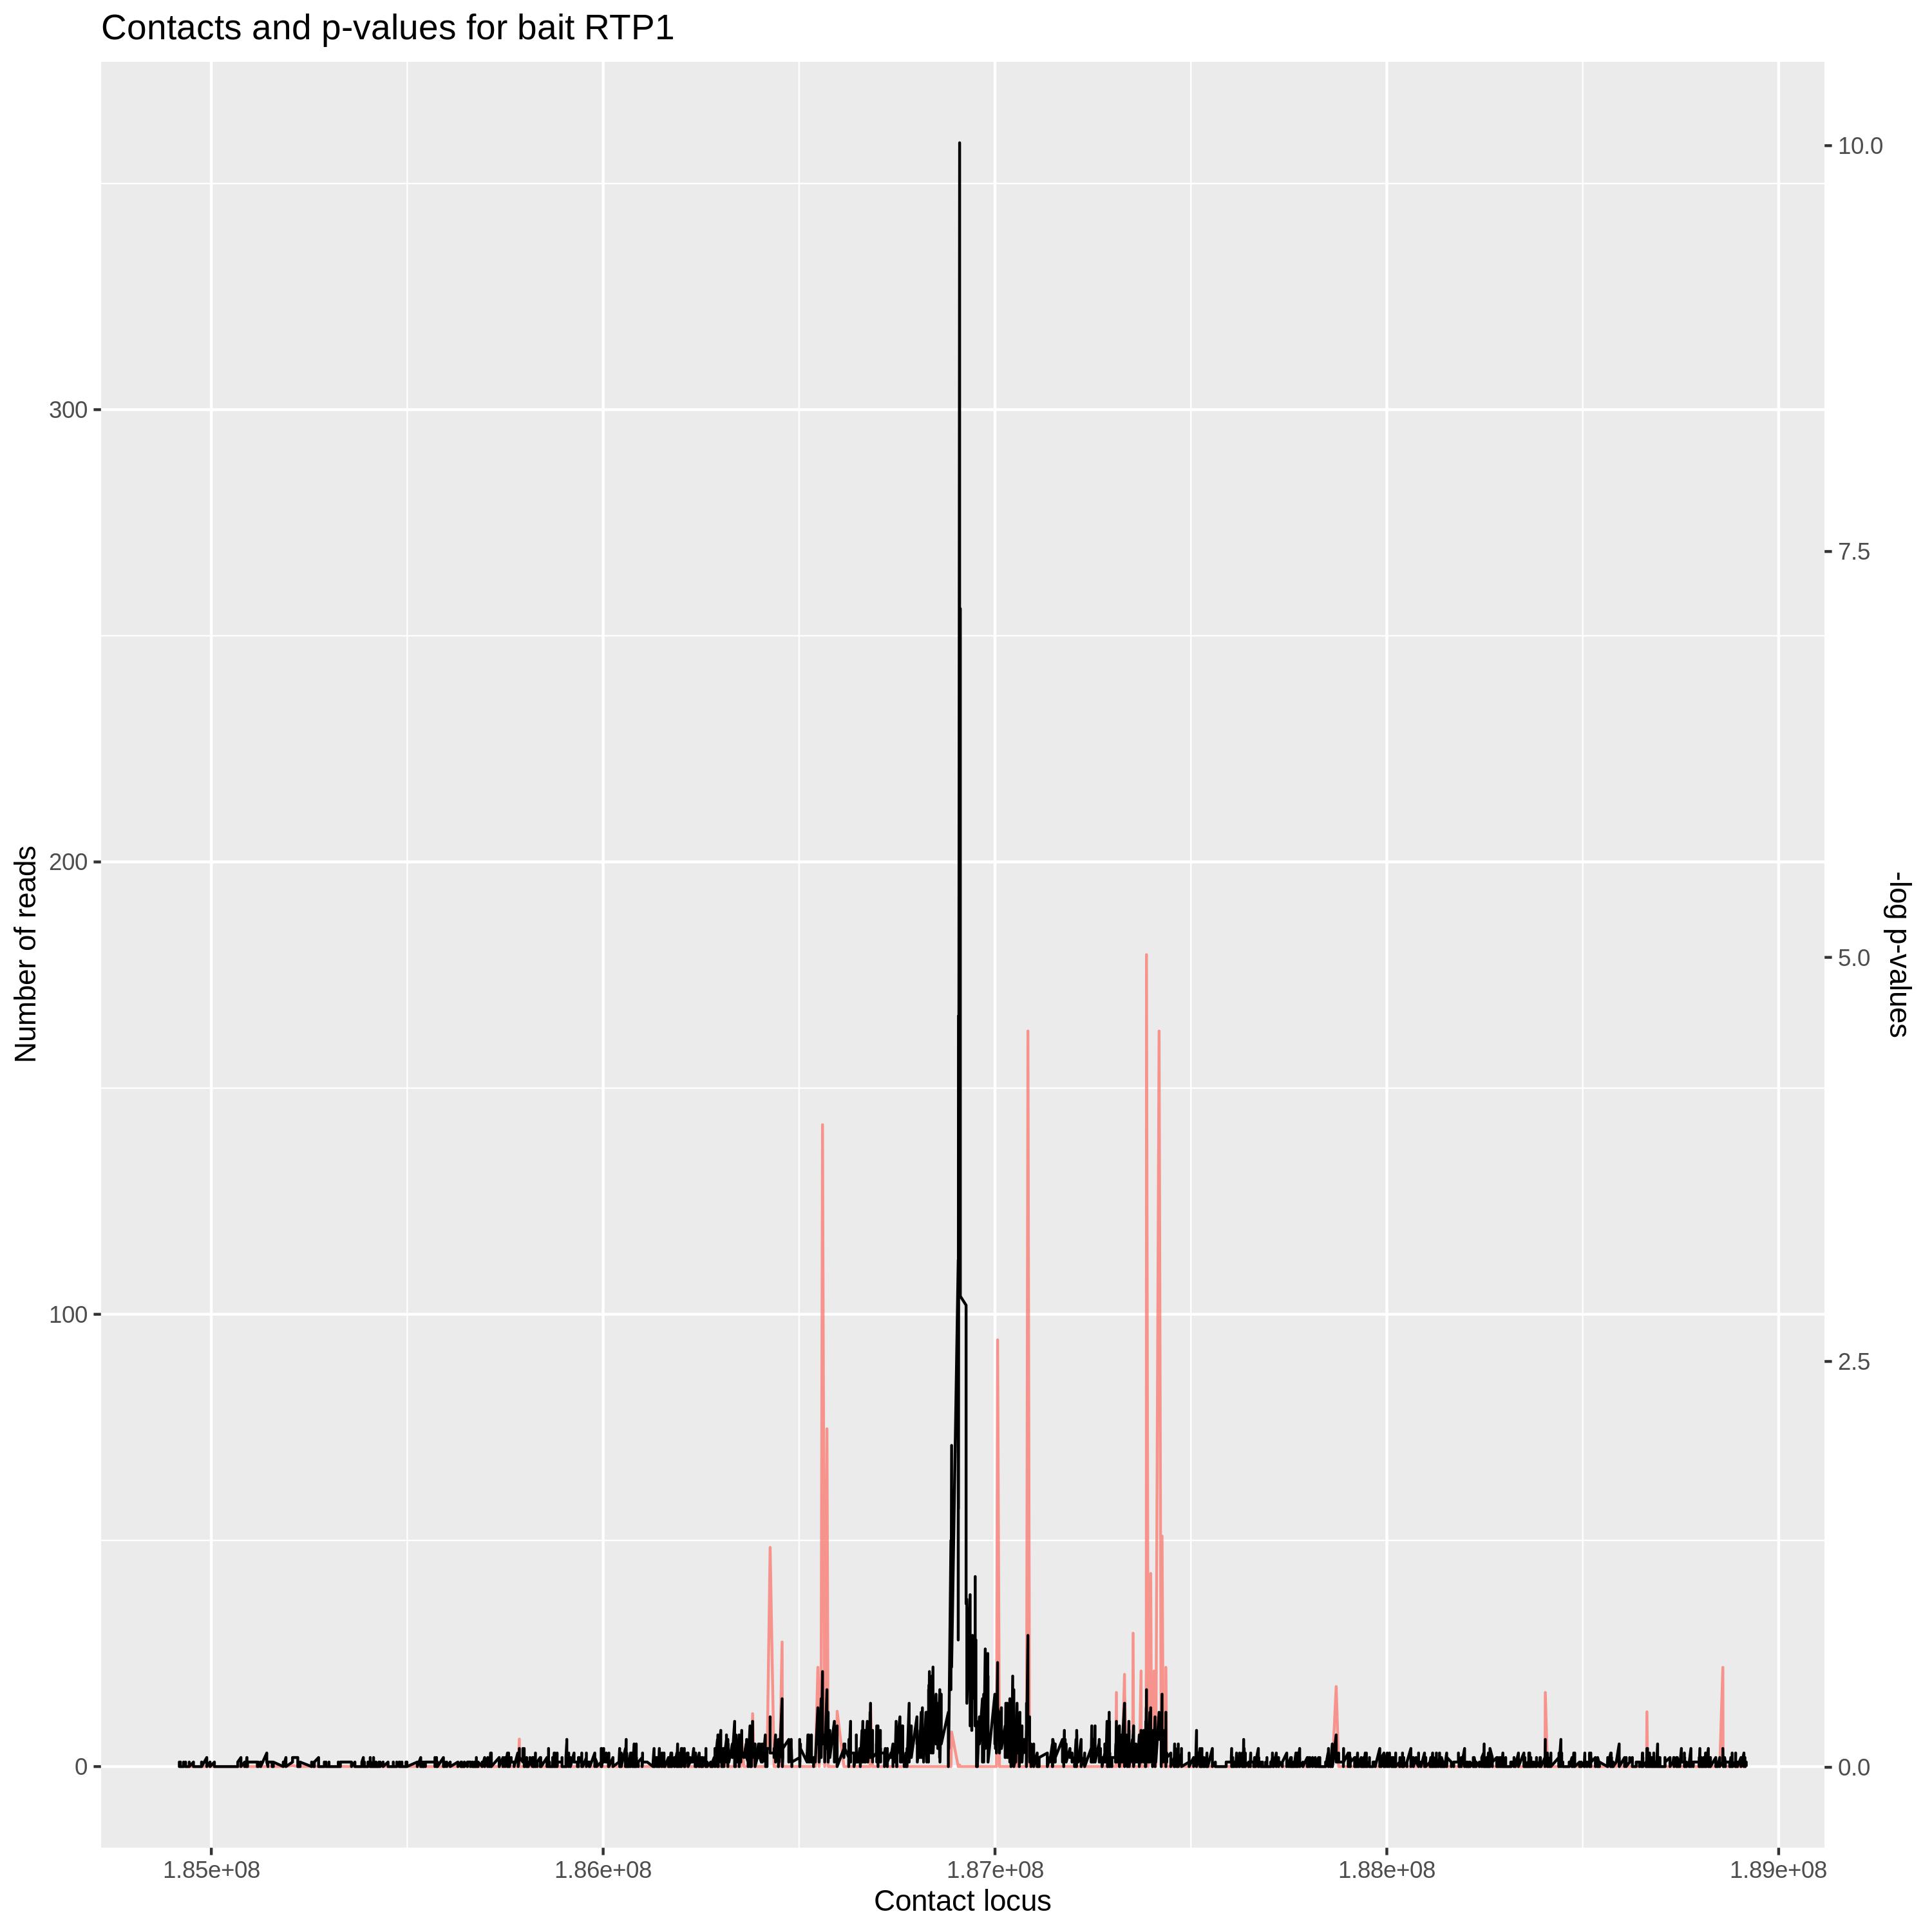 Contacts and p-values for bait RTP1
Number of reads
300
200
100
0
10.0
7.5
5.0
2.5
0.0
-log p-values
1.85e+08 1.86e+08 1.87e+08 1.88e+08 1.89e+08
Contact locus